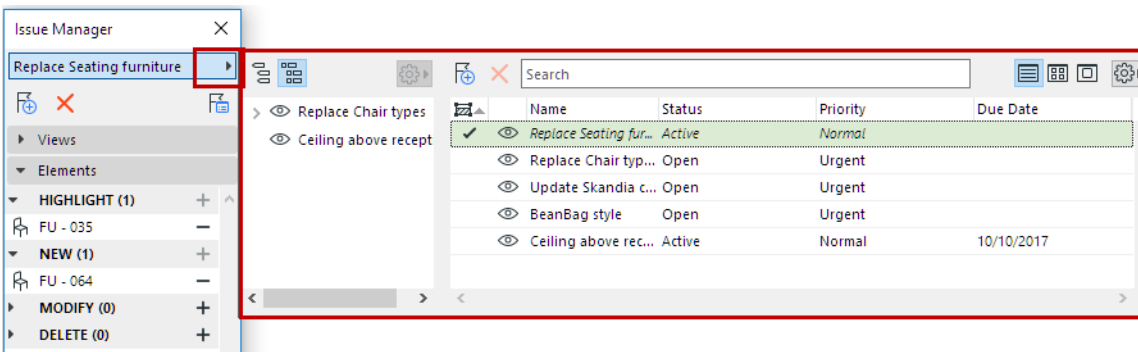 Issue Manager
Replace Seating furniture
Views
Elements
HIGHLIGHT (1)
FU - 035
NEW (1)
FU - 064
MODIFY (0)
DELETE (0)
Replace Chair types
Ceiling above recept
Search
Name Status Priority Due Date
Replace Seating fur... Active Normal
Replace Chair typ... Open Urgent
Update Skandia c... Open Urgent
BeanBag style Open Urgent
Ceiling above rec... Active Normal 10/10/2017